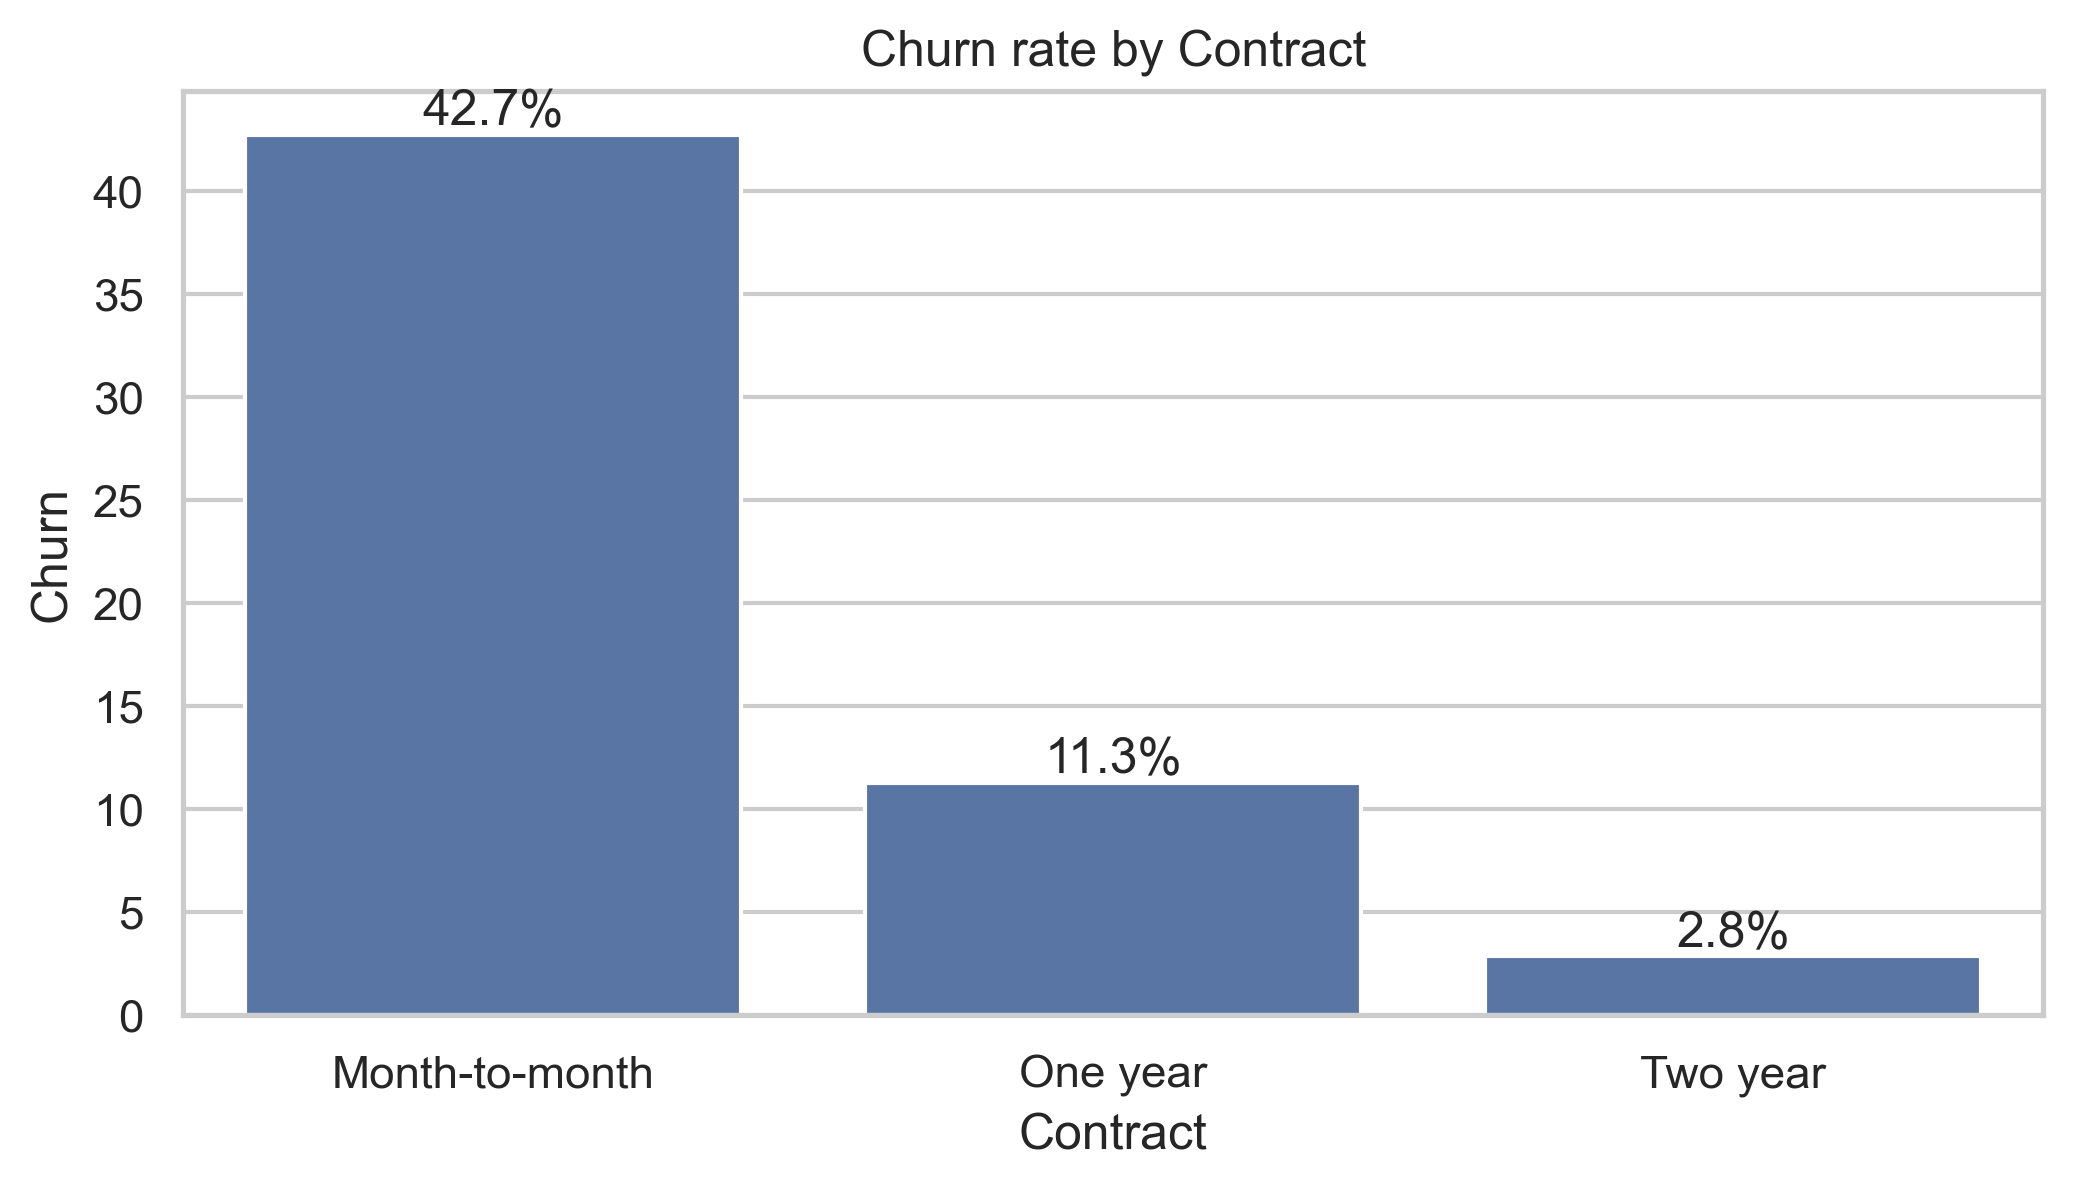 Churn rate by Contract
42.7%
40
35
30
25
20
15
10
5
0
Churn
11.3%
2.8%
Month-to-month
One year
Two year
Contract